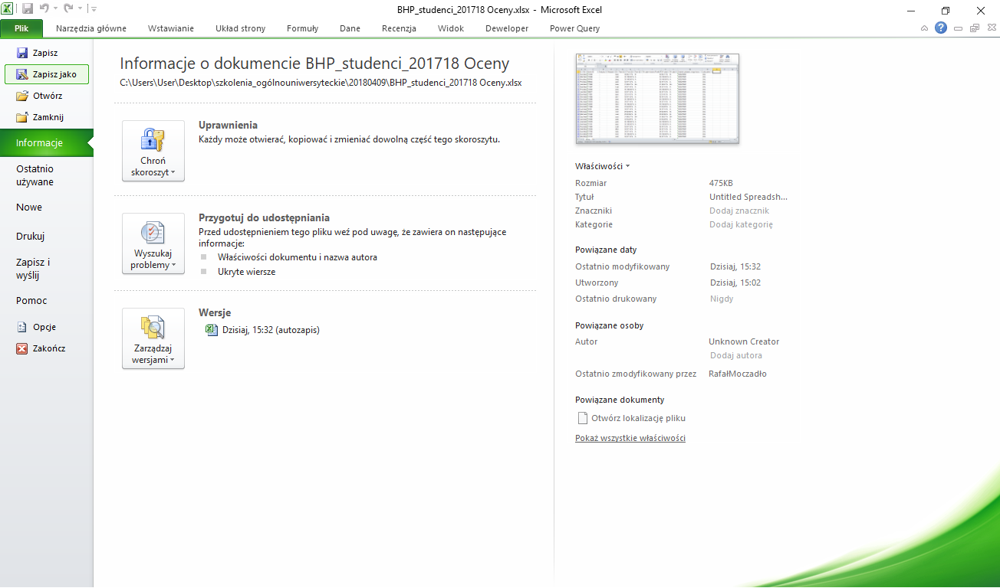 BHP_studenci_201718 Oceny.xlsx - Microsoft Excel
Plik Narzędzia główne Wstawianie Układ strony Formuły Dane Recenzja Widok Deweloper Power Query
Zapisz
Zapisz jako
Otwórz
Zamknij
Informacje
Ostatnio
używane
Nowe
Drukuj
Zapisz i
wyślij
Pomoc
Opcje
Zakończ
Informacje o dokumencie BHP_studenci_201718 Oceny
C:\Users\User\Desktop\szkolenia_ogólnouniwersyteckie\20180409\BHP_studenci_201718 Oceny.xlsx
Chroń
skoroszyt
Uprawnienia
Każdy może otwierać, kopiować i zmieniać dowolną część tego skoroszytu.
Wyszukaj
problemy
Przygotuj do udostępniania
Przed udostępnieniem tego pliku weź pod uwagę, że zawiera on następujące
informacje:
Właściwości dokumentu i nazwa autora
Ukryte wiersze
Zarządzaj
wersjami
Wersje
Dzisiaj, 15:32 (autozapis)
Właściwości
Rozmiar 475KB
Tytuł Untitled Spreadsh...
Znaczniki Dodaj znacznik
Kategorie Dodaj kategorię
Powiązane daty
Ostatnio modyfikowany Dzisiaj, 15:32
Utworzony Dzisiaj, 15:02
Ostatnio drukowany Nigdy
Powiązane osoby
Autor Unknown Creator
Dodaj autora
Ostatnio zmodyfikowany przez RafałMoczadło
Powiązane dokumenty
Otwórz lokalizację pliku
Pokaż wszystkie właściwości